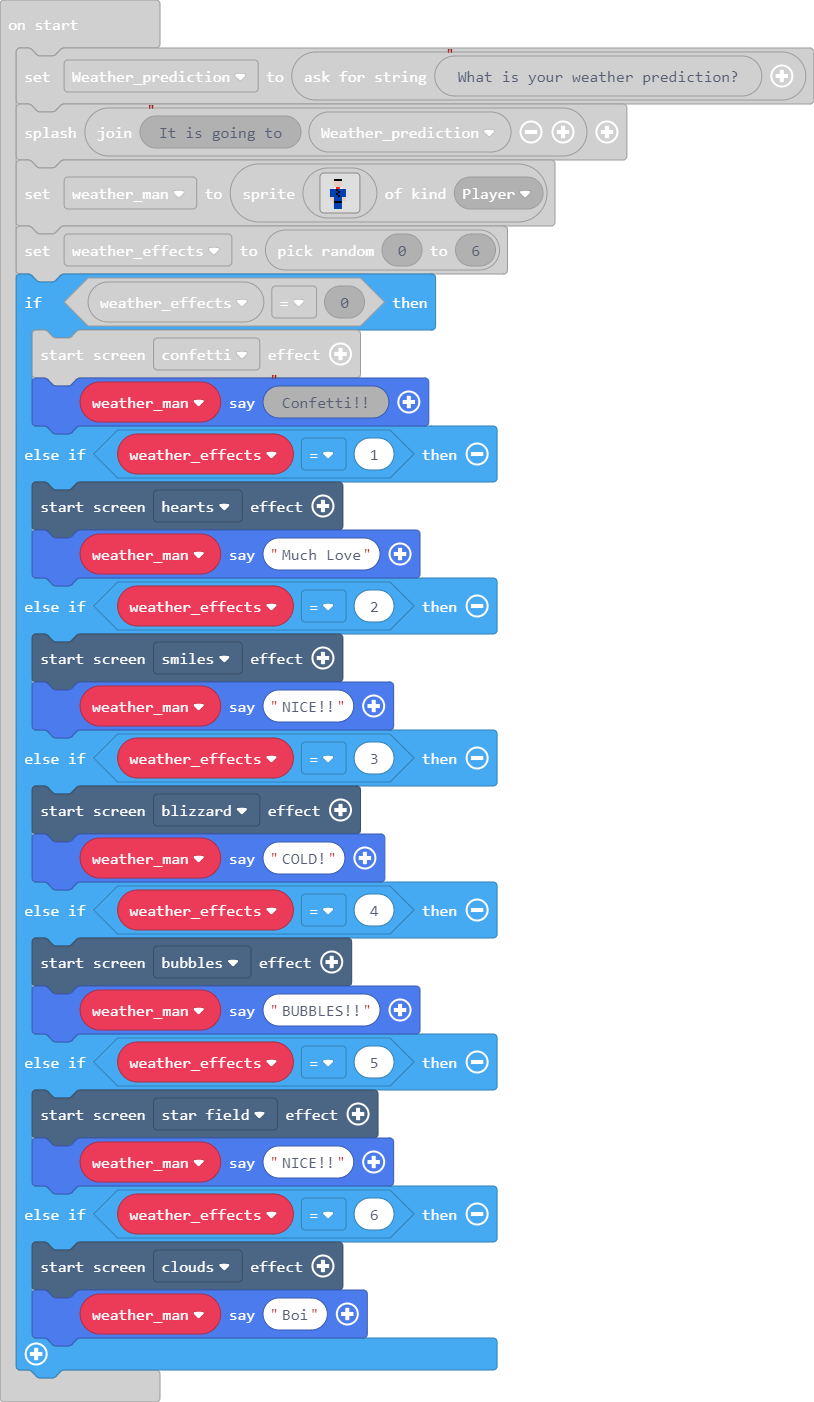 on start
set Weather_prediction to ask for string " What is your weather prediction?
splash join " It is going to Weather_prediction
set weather_man to sprite of kind Player
set weather_effects to pick random 0 to 6
if weather_effects = 0 then
start screen confetti effect
weather_man say " Confetti!!
else if weather_effects = 1 then
start screen hearts effect
weather_man say "Much Love"
else if weather_effects = 2 then
start screen smiles effect
weather_man say "NICE!!"
else if weather_effects = 3 then
start screen blizzard effect
weather_man say "COLD!"
else if weather_effects = 4 then
start screen bubbles effect
weather_man say "BUBBLES!!"
else if weather_effects = 5 then
start screen star field effect
weather_man say "NICE!!"
else if weather_effects = 6 then
start screen clouds effect
weather_man say "Boi"